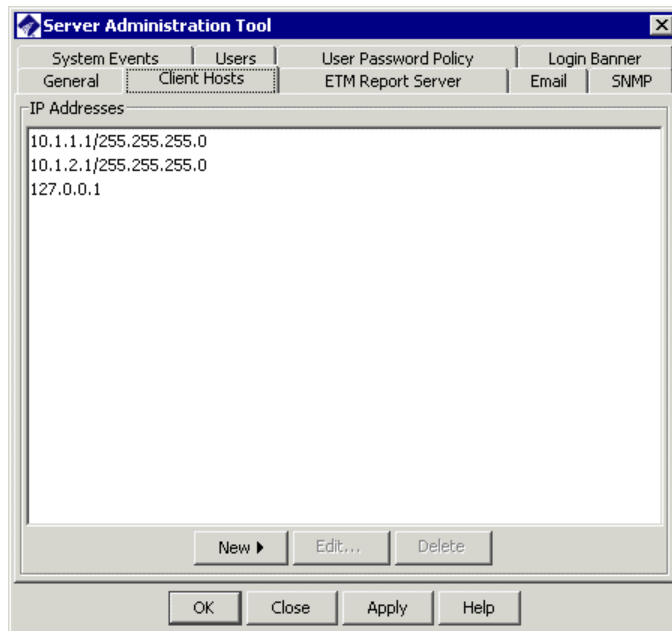 Server Administration Tool
System Events Users User Password Policy Login Banner
General Client Hosts ETM Report Server Email SNMP
IP Addresses
10.1.1.1/255.255.255.0
10.1.2.1/255.255.255.0
127.0.0.1
New Edit... Delete
OK Close Apply Help